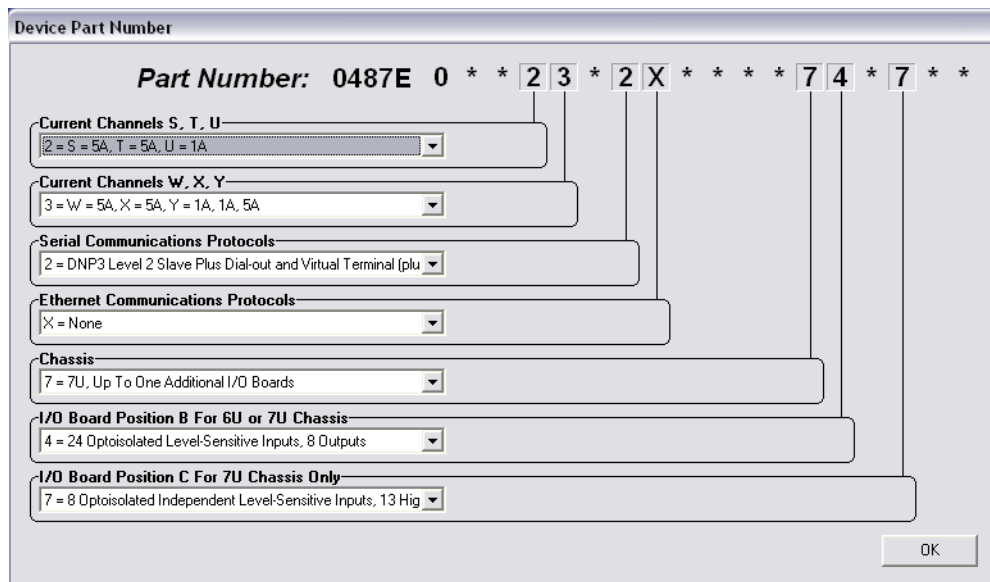 Device Part Number
Part Number: 0487E 0 * * 2 3 * 2 X * * * * 7 4 * 7 * *
Current Channels S, T, U
2 = S = 5A, T = 5A, U = 1A
Current Channels W, X, Y
3 = W = 5A, X = 5A, Y = 1A, 1A, 5A
Serial Communications Protocols
2 = DNP3 Level 2 Slave Plus Dial-out and Virtual Terminal (plu
Ethernet Communications Protocols
X = None
Chassis
7 = 7U, Up To One Additional I/O Boards
I/O Board Position B For 6U or 7U Chassis
4 = 24 Optoisolated Level-Sensitive Inputs, 8 Outputs
I/O Board Position C For 7U Chassis Only
7 = 8 Optoisolated Independent Level-Sensitive Inputs, 13 Hig
OK